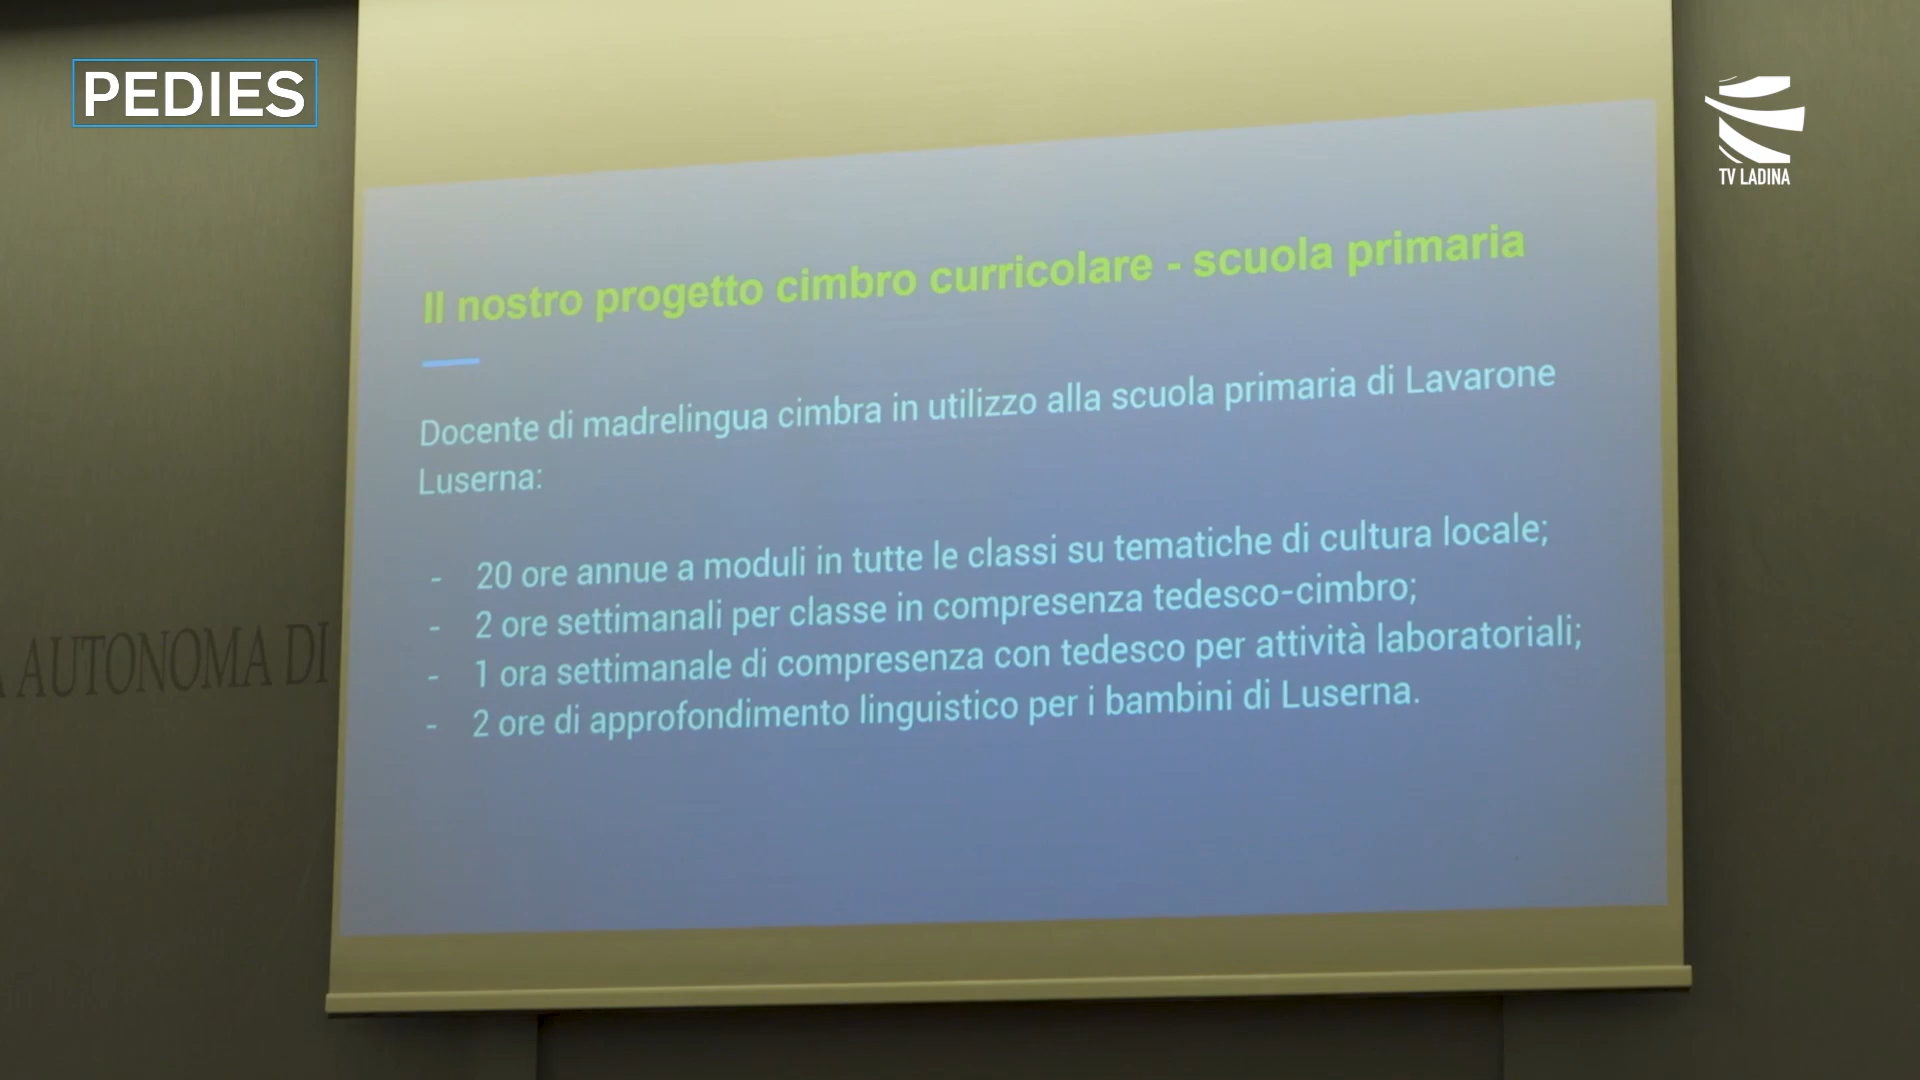 PEDIES
TV LADINA
Il nostro progetto cimbro curricolare - scuola primaria
Docente di madrelingua cimbra in utilizzo alla scuola primaria di Lavarone
Luserna:
- 20 ore annue a moduli in tutte le classi su tematiche di cultura locale;
- 2 ore settimanali per classe in compresenza tedesco-cimbro;
- 1 ora settimanale di compresenza con tedesco per attività laboratoriali;
- 2 ore di approfondimento linguistico per i bambini di Luserna.
AUTONOMA DI